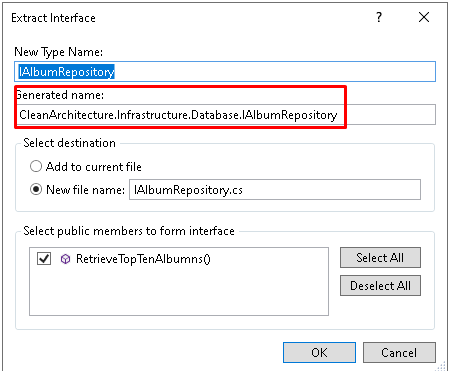 Extract Interface
?
New Type Name:
IAlbumRepository
Generated name:
CleanArchitecture.Infrastructure.Database.IAlbumRepository
Select destination
Add to current file
New file name: IAlbumRepository.cs
Select public members to form interface
RetrieveTopTenAlbumns()
Select All
Deselect All
OK
Cancel